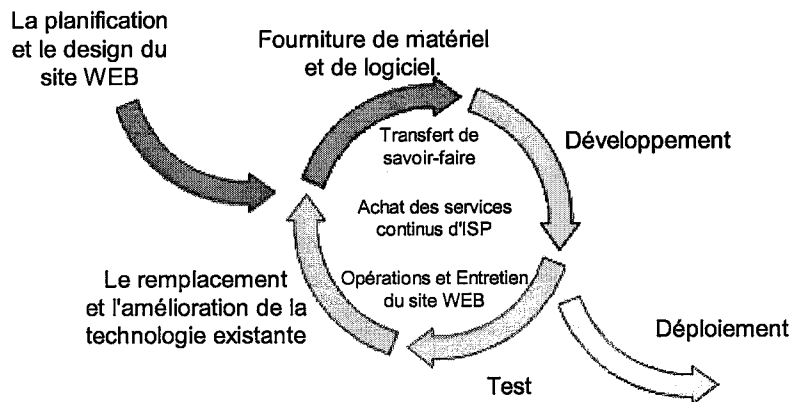 La planification
et le design du
site WEB
Fourniture de matériel
et de logiciel.
Transfert de
savoir-faire
Développement
Achat des services
continus d'ISP
Opérations et Entretien
du site WEB
Le remplacement
et l'amélioration de la
technologie existante
Déploiement
Test